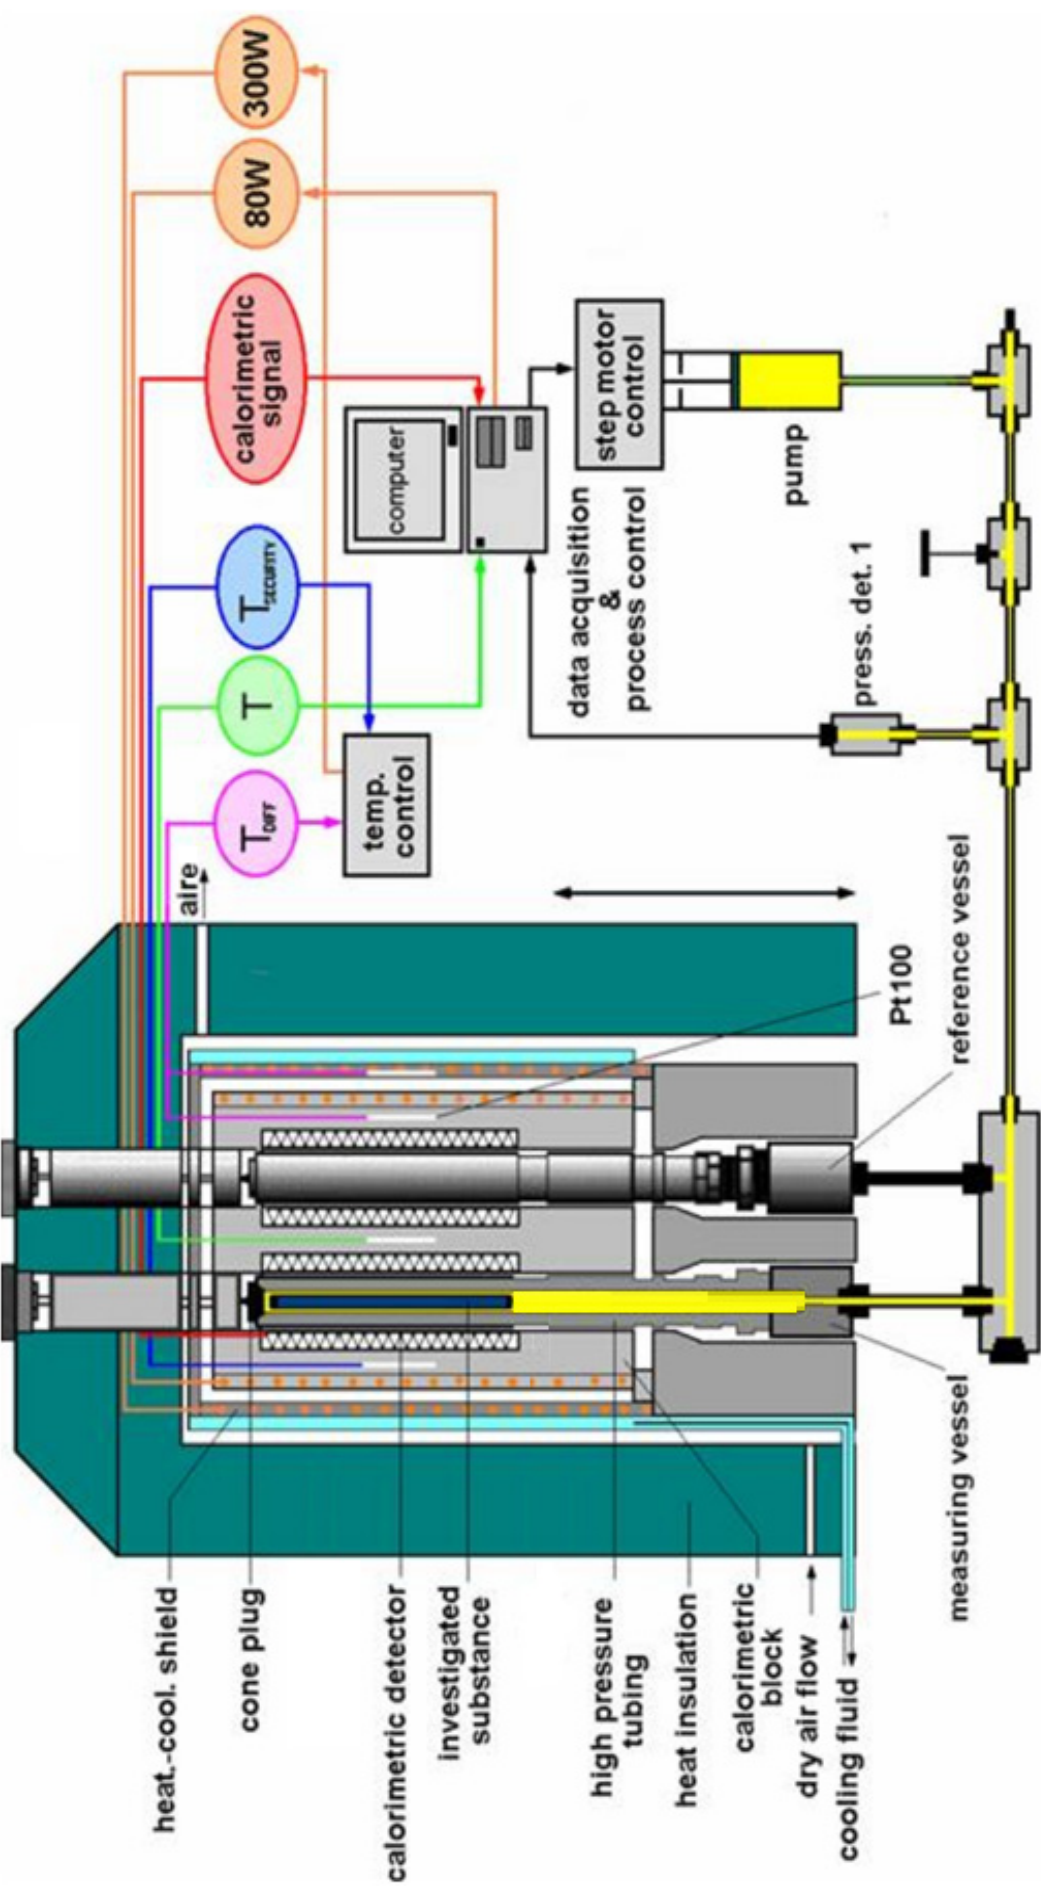 heat.-cool. shield
cone plug
calorimetric detector
investigated
substance
high pressure
tubing
heat insulation
calorimetric
block
dry air flow
cooling fluid
measuring vessel
reference vessel
Pt100
aire
T DIFF
T
T SECURITY
calorimetric
signal
80W
300W
temp.
control
computer
data acquisition
&
process control
step motor
control
pump
press. det. 1